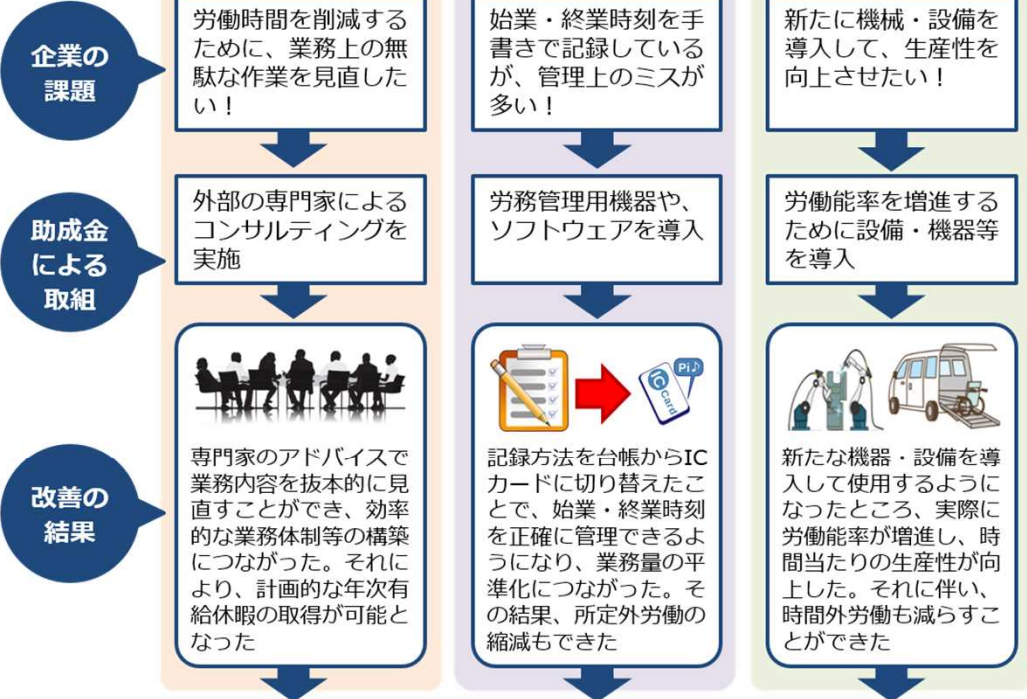 企業の
課題
労働時間を削減する
ために、業務上の無
駄な作業を見直した
い！
始業・終業時刻を手
書きで記録している
が、管理上のミスが
多い！
新たに機械・設備を
導入して、生産性を
向上させたい！
助成金
による
取組
外部の専門家による
コンサルティングを
実施
労務管理用機器や、
ソフトウェアを導入
労働能率を増進する
ために設備・機器等
を導入
改善の
結果
専門家のアドバイスで
業務内容を抜本的に見
直すことができ、効率
的な業務体制等の構築
につながった。それに
より、計画的な年次有
給休暇の取得が可能と
なった
IC
Card
Pi♪
記録方法を台帳からIC
カードに切り替えたこ
とで、始業・終業時刻
を正確に管理できるよ
うになり、業務量の平
準化につながった。そ
の結果、所定外労働の
縮減もできた
新たな機器・設備を導
入して使用するように
なったところ、実際に
労働能率が増進し、時
間当たりの生産性が向
上した。それに伴い、
時間外労働も減らすこ
とができた